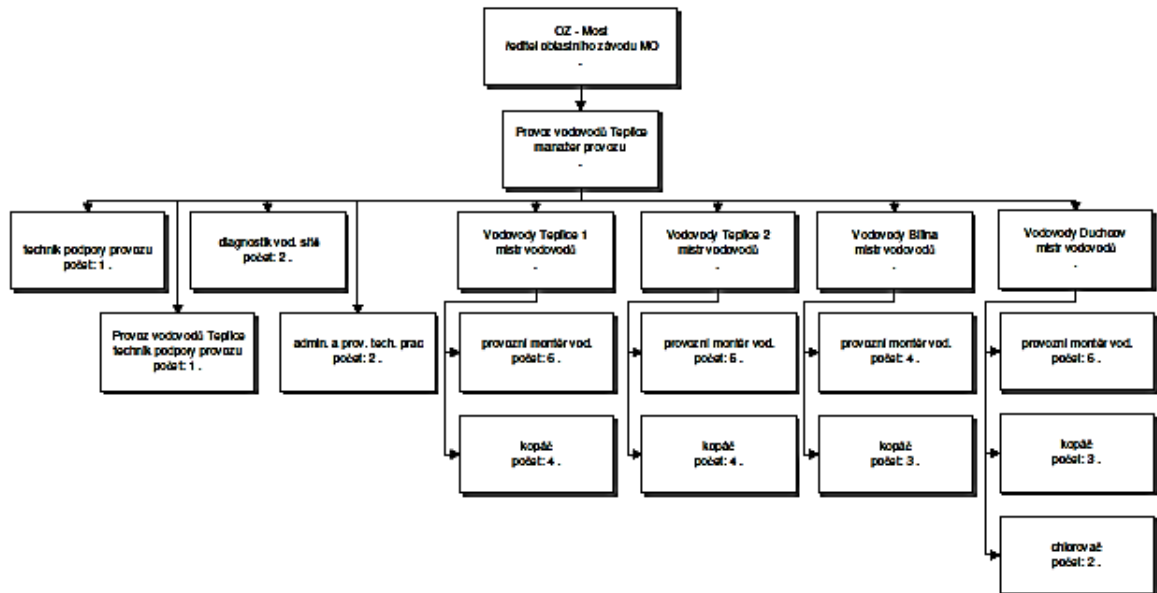 OZ - Most
ředitel oblastního závodu MO
-
Provoz vodovodů Teplice
manažer provozu
-
technik podpory provozu
počet: 1 .
diagnostik vod. sítě
počet: 2 .
Vodovody Teplice 1
mistr vodovodů
-
Vodovody Teplice 2
mistr vodovodů
-
Vodovody Bílina
mistr vodovodů
-
Vodovody Duchcov
mistr vodovodů
-
Provoz vodovodů Teplice
technik podpory provozu
počet: 1 .
admin. a prov. tech. prac
počet: 2 .
provozní montér vod.
počet:
provozní montér vod.
počet:
provozní montér vod.
počet: 4 .
provozní montér vod.
počet:
kopáč
počet: 4 .
kopáč
počet: 4 .
kopáč
počet: 3 .
kopáč
počet: 3 .
chlorovač
počet: 2 .